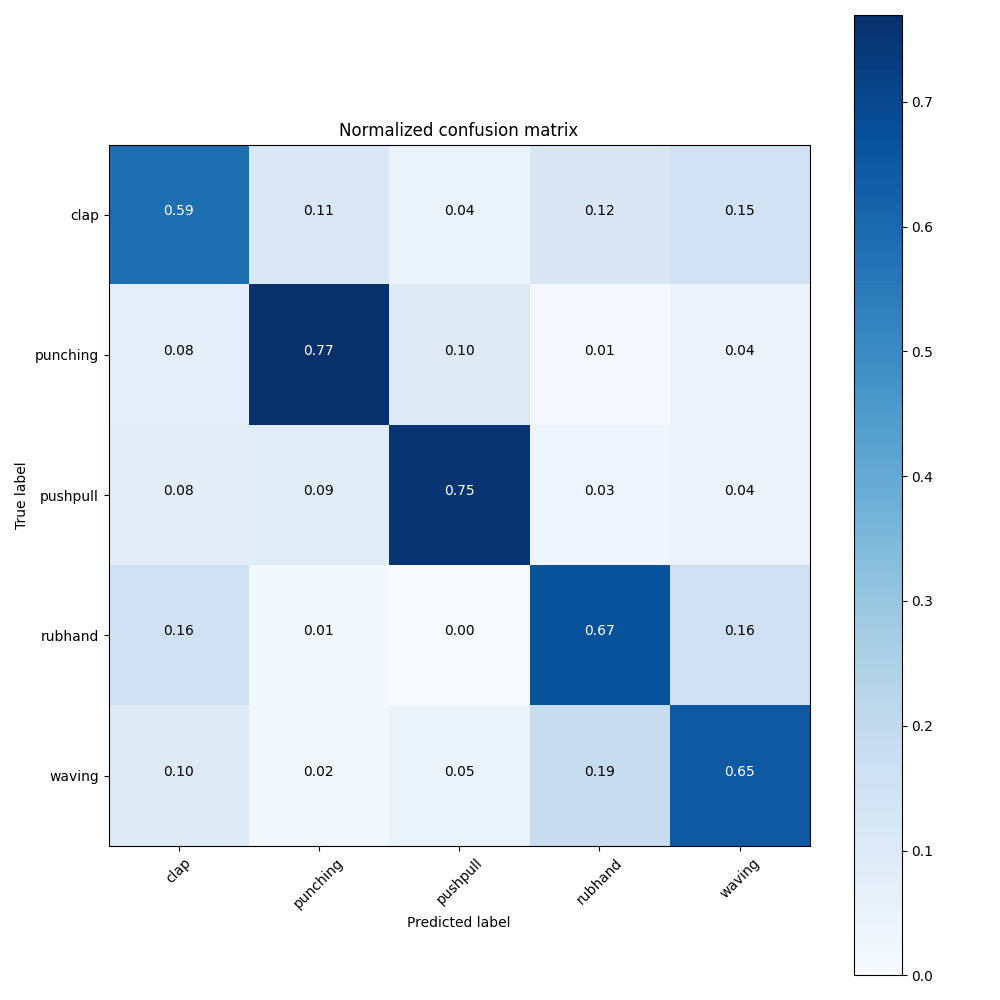 Normalized confusion matrix
clap 0.59 0.11 0.04 0.12 0.15
punching 0.08 0.77 0.10 0.01 0.04
pushpull 0.08 0.09 0.75 0.03 0.04
rubhand 0.16 0.01 0.00 0.67 0.16
waving 0.10 0.02 0.05 0.19 0.65
clap punching pushpull rubhand waving
True label
Predicted label
0.7
0.6
0.5
0.4
0.3
0.2
0.1
0.0